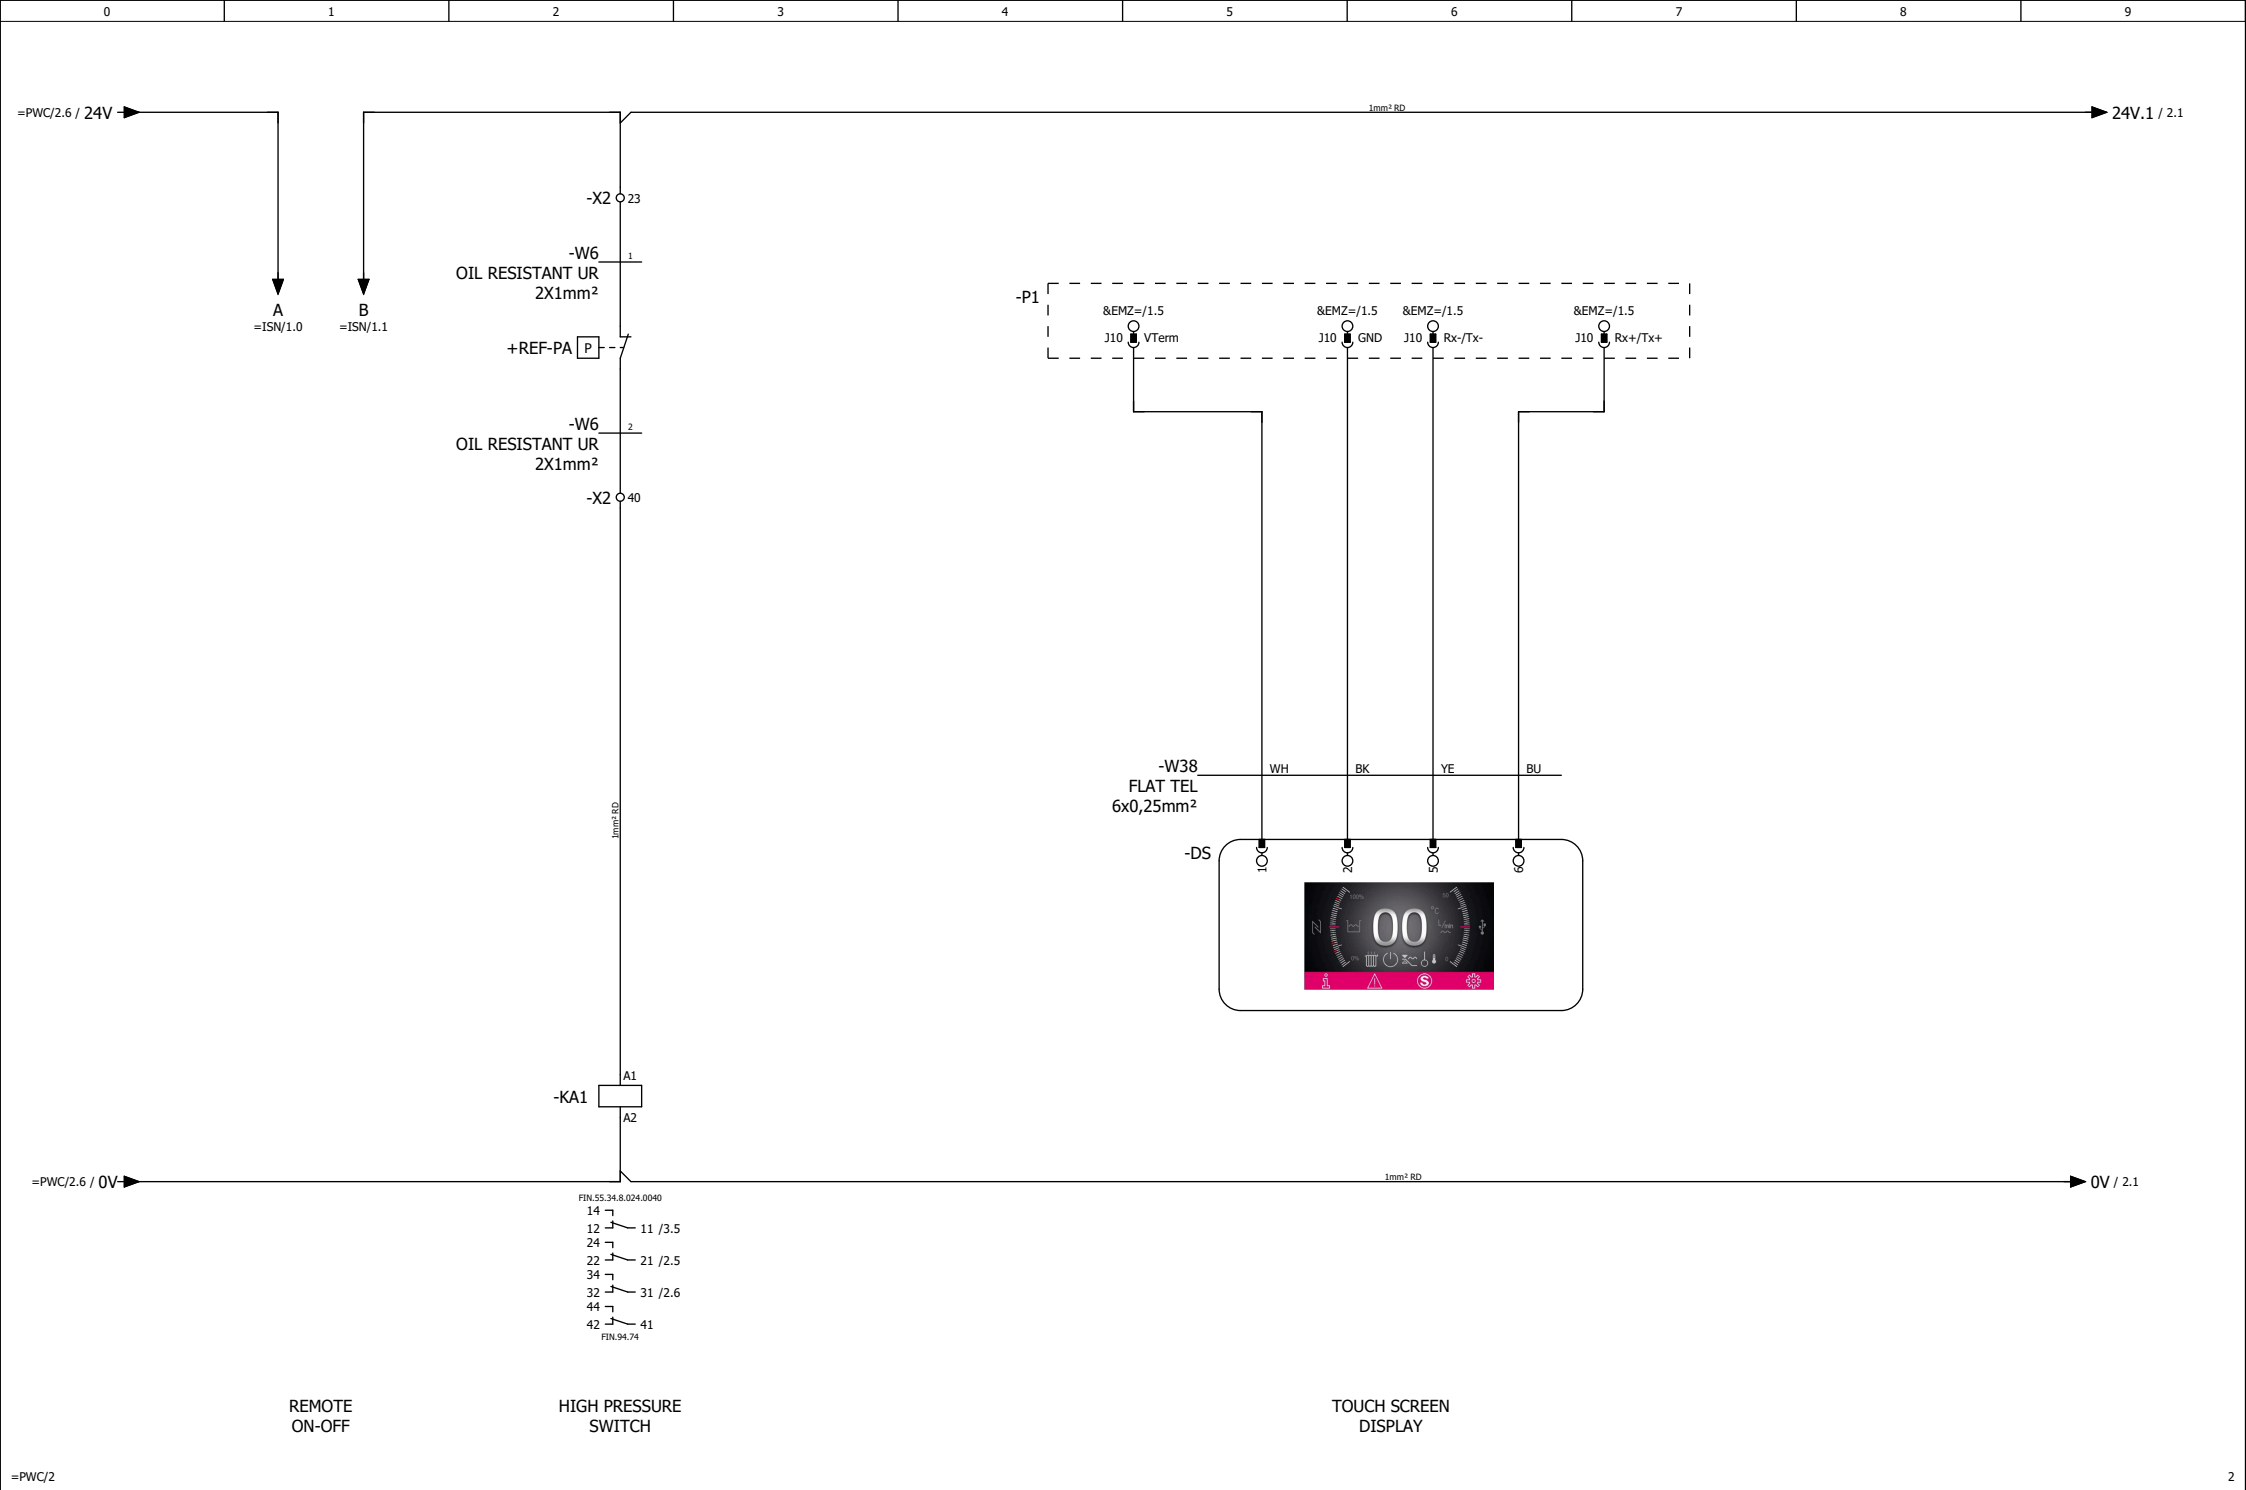 0 1 2 3 4 5 6 7 8 9
=PWC/2.6 / 24V
1mm² RD
24V.1 / 2.1
A
=ISN/1.0
B
=ISN/1.1
-X2 23
-W6 1
OIL RESISTANT UR
2X1mm²
+REF-PA P
-W6 2
OIL RESISTANT UR
2X1mm²
-X2 40
1mm² RD
-KA1
A1
A2
-P1
&EMZ=/1.5 &EMZ=/1.5 &EMZ=/1.5 &EMZ=/1.5
J10 VTerm J10 GND J10 Rx-/Tx- J10 Rx+/Tx+
-W38 WH BK YE BU
FLAT TEL
6x0,25mm²
-DS
1 2 5 6
100% 50
00 °C
L/min
0% 0
i S
=PWC/2.6 / 0V
1mm² RD
0V / 2.1
FIN.55.34.8.024.0040
14
12 11 /3.5
24
22 21 /2.5
34
32 31 /2.6
44
42 41
FIN.94.74
REMOTE
ON-OFF
HIGH PRESSURE
SWITCH
TOUCH SCREEN
DISPLAY
=PWC/2
2